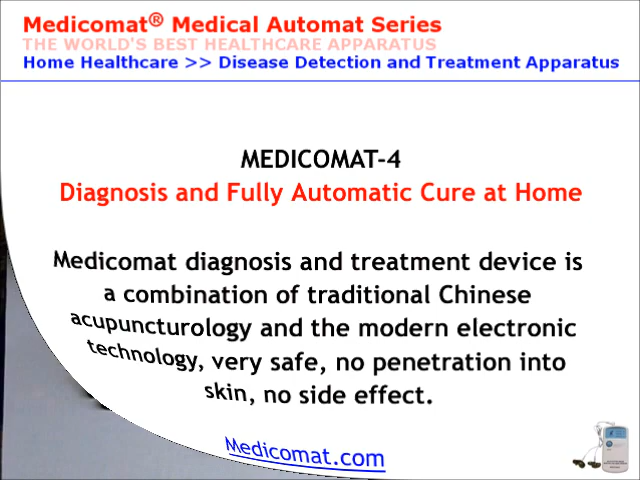 Medicomat® Medical Automat Series
THE WORLD'S BEST HEALTHCARE APPARATUS
Home Healthcare >> Disease Detection and Treatment Apparatus
MEDICOMAT-4
Diagnosis and Fully Automatic Cure at Home
Medicomat diagnosis and treatment device is
a combination of traditional Chinese
acupuncturology and the modern electronic
technology, very safe, no penetration into
skin, no side effect.
Medicomat.com